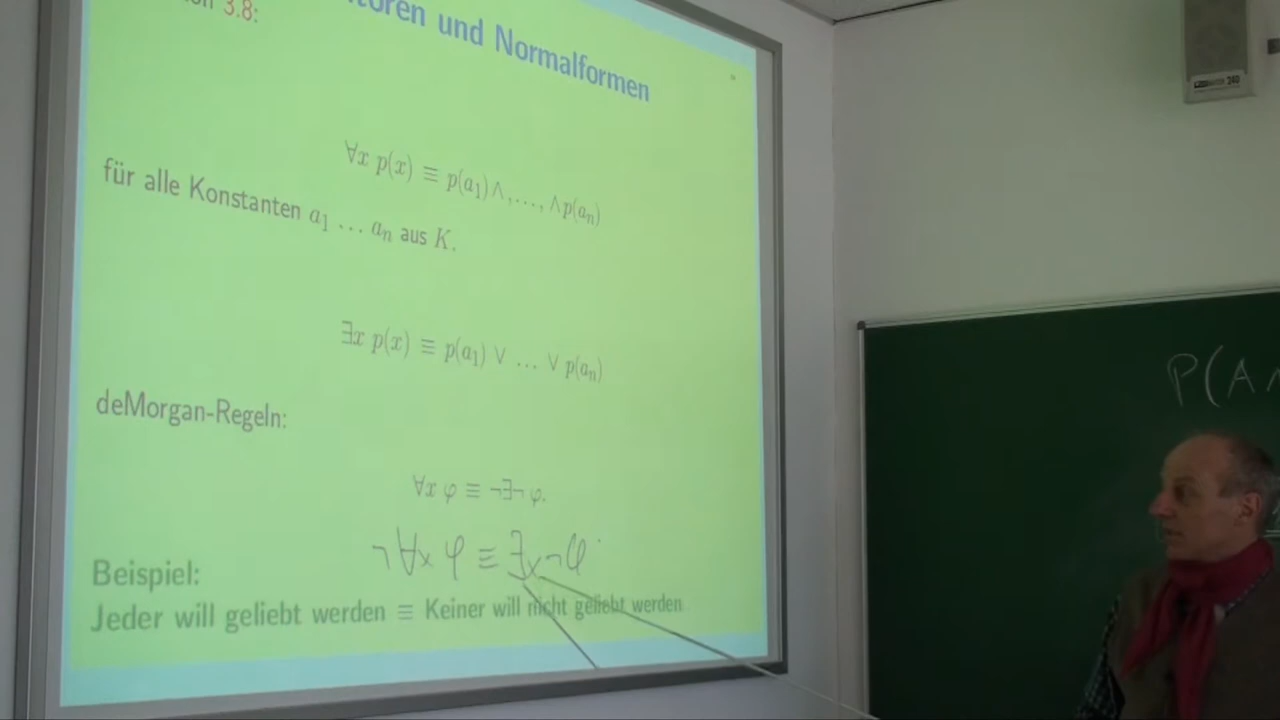 3.8:
und Normalformen
∀x p(x) ≡ p(a₁)∧,…,∧p(aₙ)
für alle Konstanten a₁ … aₙ aus K.
∃x p(x) ≡ p(a₁) ∨ … ∨ p(aₙ)
deMorgan-Regeln:
∀x φ ≡ ¬∃¬ φ.
¬∀x φ ≡ ∃x ¬φ
Beispiel:
Jeder will geliebt werden ≡ Keiner will nicht geliebt werden
P(A ∧
240